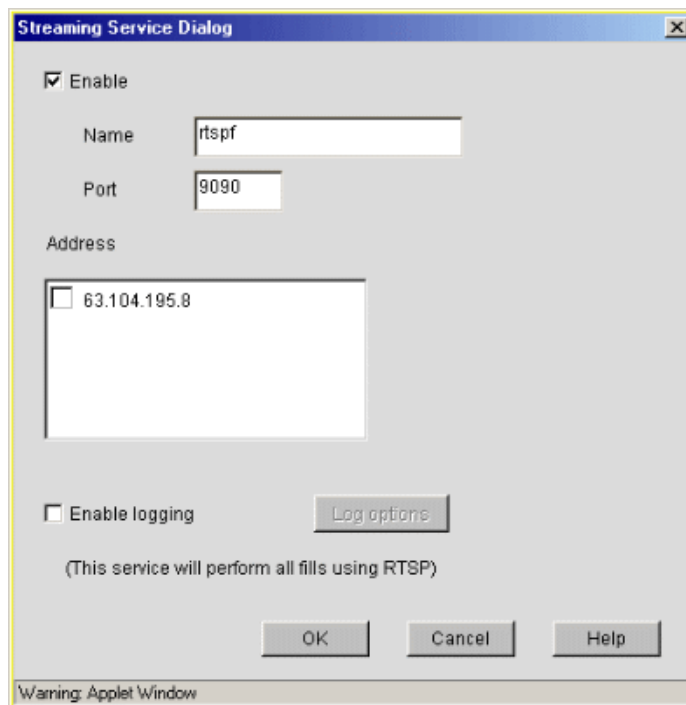 Streaming Service Dialog
Enable
Name rtspf
Port 9090
Address
63.104.195.8
Enable logging Log options
(This service will perform all fills using RTSP)
OK Cancel Help
Warning: Applet Window